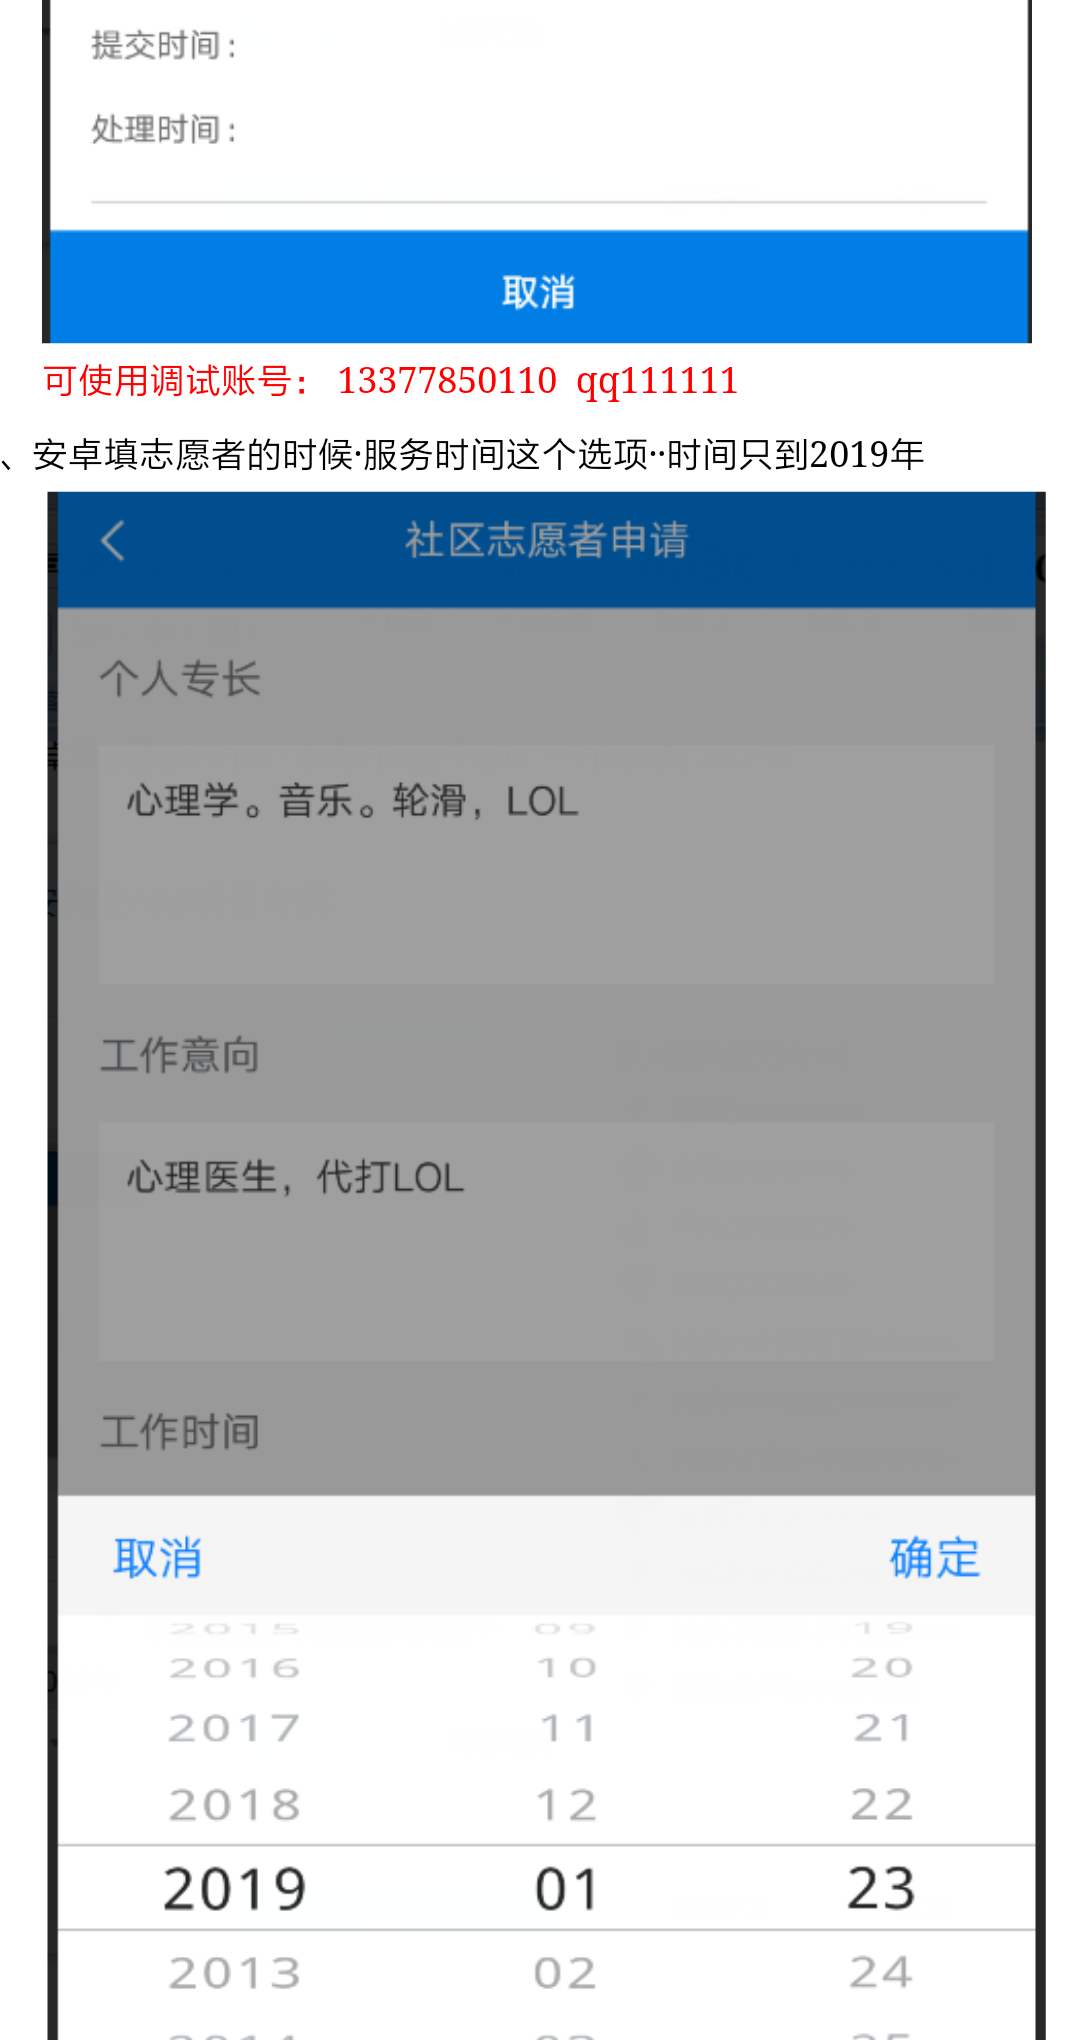 提交时间：
处理时间：
取消
可使用调试账号： 13377850110 qq111111
、安卓填志愿者的时候·服务时间这个选项··时间只到2019年
社区志愿者申请
个人专长
心理学。音乐。轮滑，LOL
工作意向
心理医生，代打LOL
工作时间
取消 确定
2015 09 19
2016 10 20
2017 11 21
2018 12 22
2019 01 23
2013 02 24